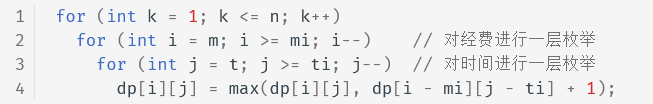 1 for (int k = 1; k <= n; k++)
2   for (int i = m; i >= mi; i--)    // 对经费进行一层枚举
3     for (int j = t; j >= ti; j--)  // 对时间进行一层枚举
4       dp[i][j] = max(dp[i][j], dp[i - mi][j - ti] + 1);